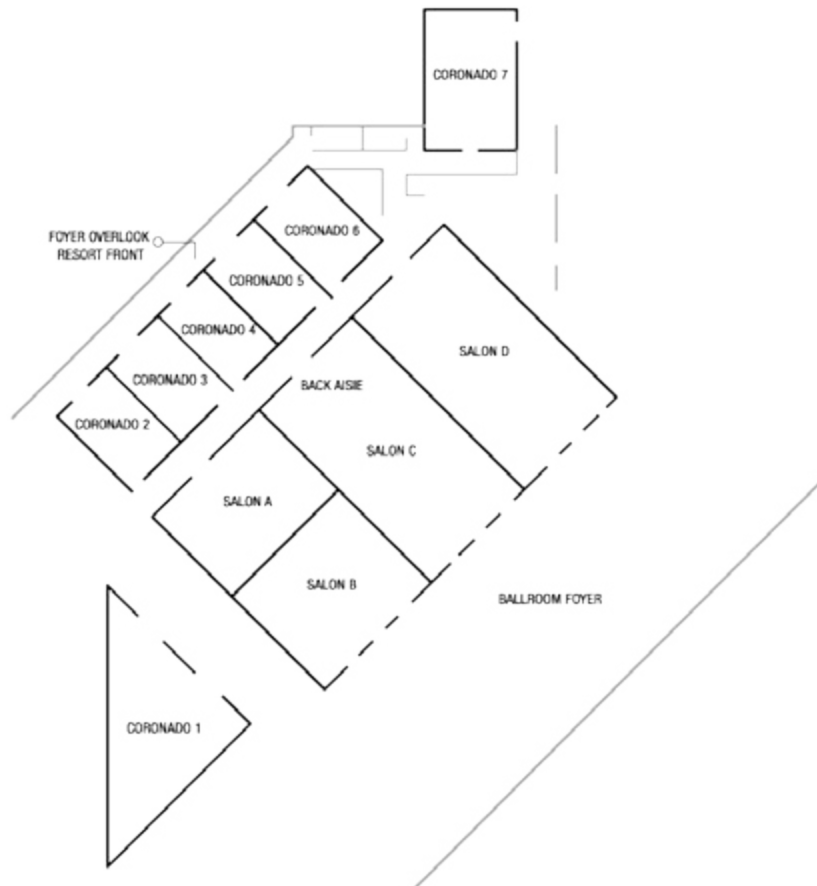 CORONADO 7
CORONADO 6
FOYER OVERLOOK
RESORT FRONT
CORONADO 5
CORONADO 4
SALON D
CORONADO 3
BACK AISIE
CORONADO 2
SALON C
SALON A
SALON B
BALLROOM FOYER
CORONADO 1